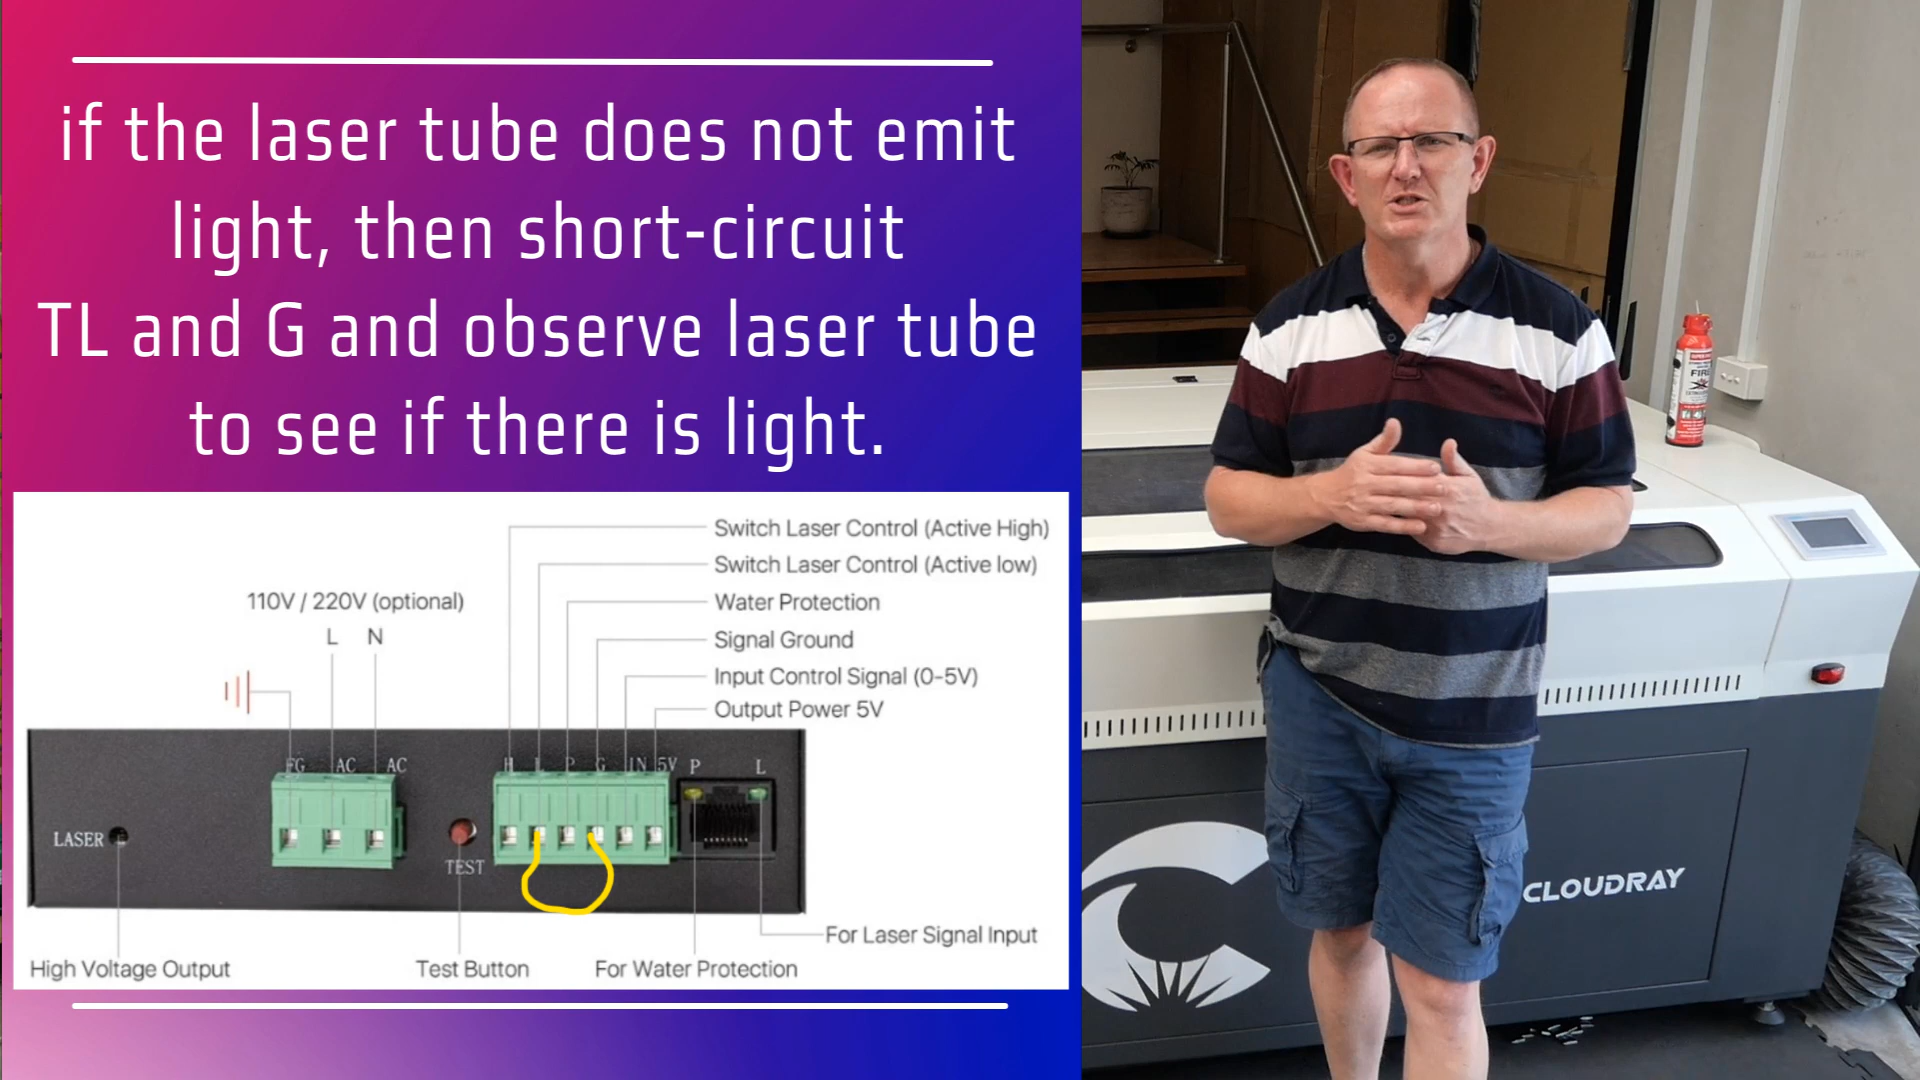 if the laser tube does not emit
light, then short-circuit
TL and G and observe laser tube
to see if there is light.
Switch Laser Control (Active High)
Switch Laser Control (Active low)
110V / 220V (optional)
Water Protection
L N
Signal Ground
Input Control Signal (0-5V)
Output Power 5V
FG AC AC
H L P G IN 5V P L
LASER
TEST
For Laser Signal Input
High Voltage Output
Test Button
For Water Protection
FIRE
CLOUDRAY